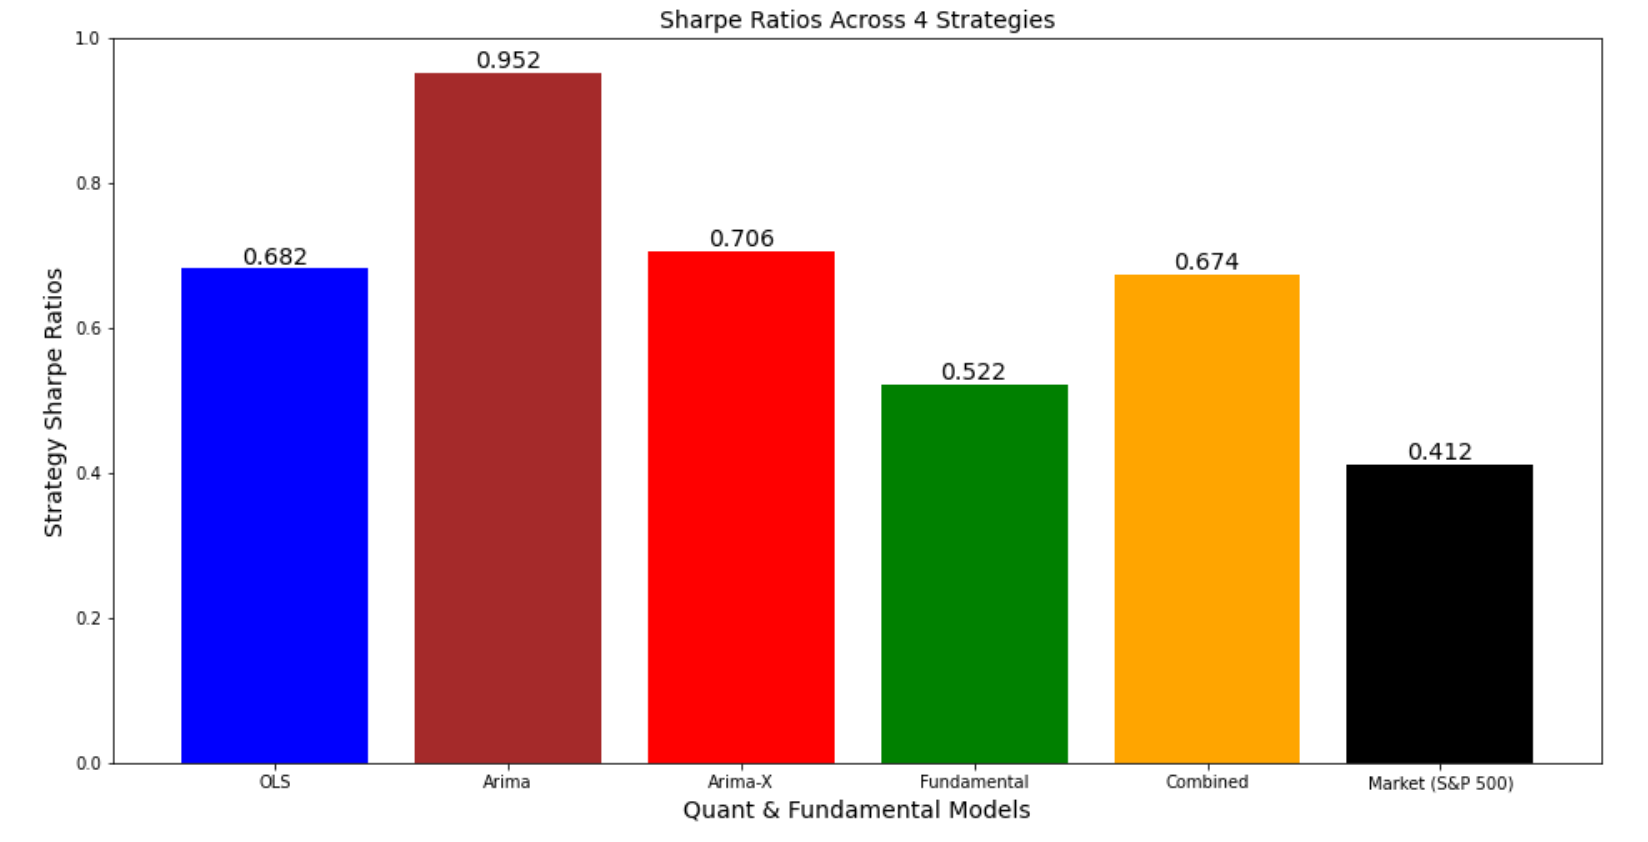 Sharpe Ratios Across 4 Strategies
1.0
0.8
0.6
0.4
0.2
0.0
Strategy Sharpe Ratios
0.682
0.952
0.706
0.522
0.674
0.412
OLS
Arima
Arima-X
Fundamental
Combined
Market (S&P 500)
Quant & Fundamental Models